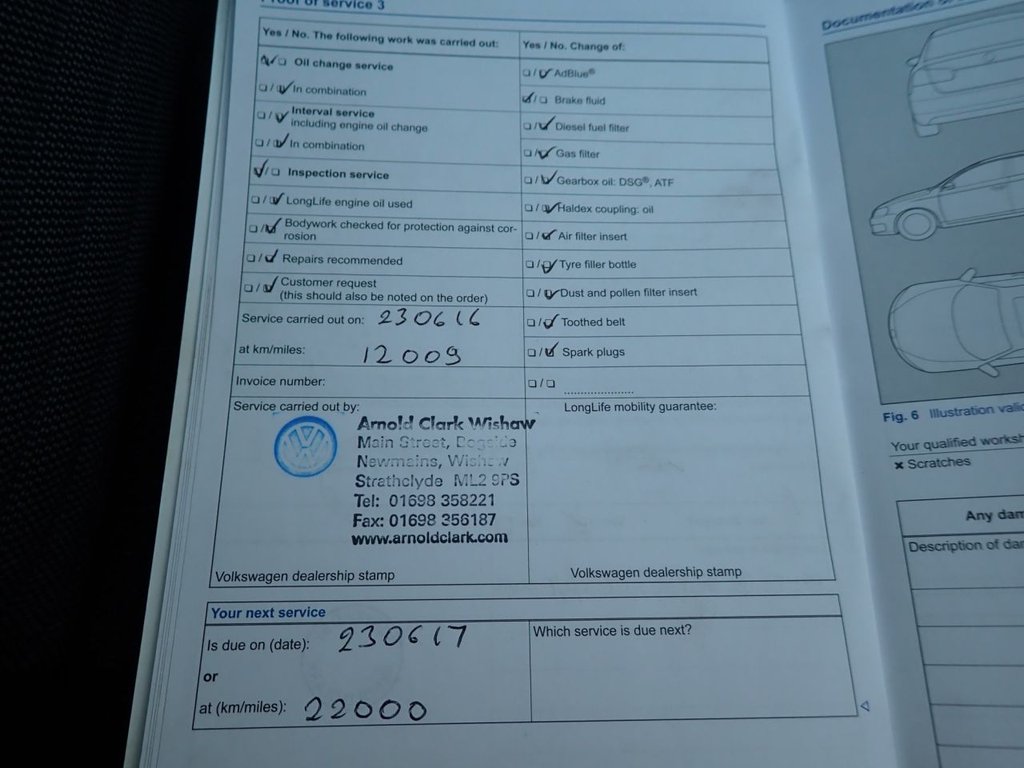 Proof of service 3
Yes / No. The following work was carried out:
Oil change service
In combination
Interval service
including engine oil change
In combination
Inspection service
LongLife engine oil used
Bodywork checked for protection against cor-
rosion
Repairs recommended
Customer request
(this should also be noted on the order)
Service carried out on: 230616
at km/miles: 12009
Invoice number:
Service carried out by:
Arnold Clark Wishaw
Main Street,
Newmains, Wishaw
Strathclyde ML2 9PS
Tel: 01698 358221
Fax: 01698 356187
www.arnoldclark.com
Volkswagen dealership stamp
Yes / No. Change of:
AdBlue®
Brake fluid
Diesel fuel filter
Gas filter
Gearbox oil: DSG®, ATF
Haldex coupling: oil
Air filter insert
Tyre filler bottle
Dust and pollen filter insert
Toothed belt
Spark plugs
LongLife mobility guarantee:
Volkswagen dealership stamp
Your next service
Is due on (date): 230617
or
at (km/miles): 22000
Which service is due next?
Documentation
Fig. 6 Illustration
Your qualified
× Scratches
Any
Description of